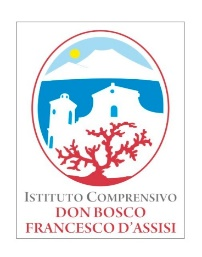 ISTITUTO COMPRENSIVO
DON BOSCO
FRANCESCO D'ASSISI